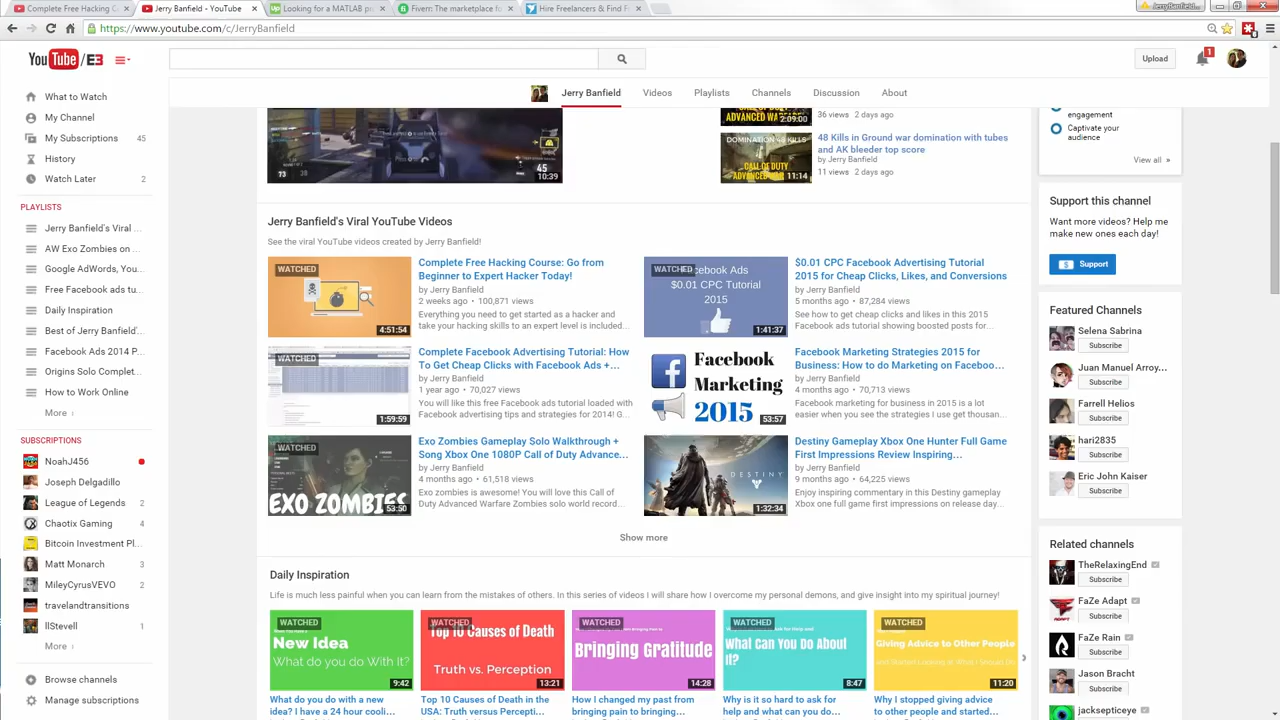 Complete Free Hacking Co
Jerry Banfield - YouTube
Looking for a MATLAB pr
Fiverr: The marketplace fo
Hire Freelancers & Find F
JerryBanfield...
https://www.youtube.com/c/JerryBanfield
YouTube /E3
Upload
1
Jerry Banfield
Videos
Playlists
Channels
Discussion
About
What to Watch
My Channel
My Subscriptions 45
History
Watch Later 2
PLAYLISTS
Jerry Banfield's Viral ...
AW Exo Zombies on ...
Google AdWords, You...
Free Facebook ads tu...
Daily Inspiration
Best of Jerry Banfield'...
Facebook Ads 2014 P...
Origins Solo Complet...
How to Work Online
More
SUBSCRIPTIONS
NoahJ456
Joseph Delgadillo
League of Legends 2
Chaotix Gaming 4
Bitcoin Investment Pl...
Matt Monarch 3
MileyCyrusVEVO 2
travelandtransitions
IlStevell 1
More
Browse channels
Manage subscriptions
73
45
10:39
ADVANCED WARFARE
2:09:00
36 views 2 days ago
DOMINATION 48 KILLS
CALL OF DUTY
ADVANCED WAR
11:14
48 Kills in Ground war domination with tubes
and AK bleeder top score
by Jerry Banfield
11 views 2 days ago
Jerry Banfield's Viral YouTube Videos
See the viral YouTube videos created by Jerry Banfield!
WATCHED
4:51:54
Complete Free Hacking Course: Go from
Beginner to Expert Hacker Today!
by Jerry Banfield
2 weeks ago • 100,871 views
Everything you need to get started as a hacker and
take your hacking skills to an expert level is included...
WATCHED
cebook Ads
$0.01 CPC Tutorial
2015
1:41:37
$0.01 CPC Facebook Advertising Tutorial
2015 for Cheap Clicks, Likes, and Conversions
by Jerry Banfield
5 months ago • 87,284 views
See how to get cheap clicks and likes in this 2015
Facebook ads tutorial showing boosted posts for...
WATCHED
1:59:59
Complete Facebook Advertising Tutorial: How
To Get Cheap Clicks with Facebook Ads +...
by Jerry Banfield
1 year ago • 70,027 views
You will like this free Facebook ads tutorial loaded with
Facebook advertising tips and strategies for 2014! G...
Facebook
Marketing
2015
53:57
Facebook Marketing Strategies 2015 for
Business: How to do Marketing on Faceboo...
by Jerry Banfield
4 months ago • 70,713 views
Facebook marketing for business in 2015 is a lot
easier when you see the strategies I use get thousan...
WATCHED
EXO ZOMBIES
53:50
Exo Zombies Gameplay Solo Walkthrough +
Song Xbox One 1080P Call of Duty Advance...
by Jerry Banfield
4 months ago • 61,518 views
Exo zombies is awesome! You will love this Call of
Duty Advanced Warfare Zombies solo world record...
DESTINY
1:32:34
Destiny Gameplay Xbox One Hunter Full Game
First Impressions Review Inspiring...
by Jerry Banfield
9 months ago • 64,225 views
Enjoy inspiring commentary in this Destiny gameplay
Xbox one full game first impressions on release day...
Show more
Daily Inspiration
Life is much less painful when you can learn from the mistakes of others. In this series of videos I will share how I overcome my personal demons, and give insight into my spiritual journey!
WATCHED
New Idea
What do you do With it?
9:42
What do you do with a new
idea? I have a 24 hour cooli...
WATCHED
Top 10 Causes of Death
Truth vs. Perception
13:21
Top 10 Causes of Death in the
USA: Truth versus Percepti...
WATCHED
Bringing Gratitude
14:28
How I changed my past from
bringing pain to bringing...
WATCHED
What can You Do About
It?
8:47
Why is it so hard to ask for
help and what can you do...
WATCHED
Giving Advice to Other People
11:20
Why I stopped giving advice
to other people and started...
engagement
Captivate your
audience
View all »
Support this channel
Want more videos? Help me
make new ones each day!
$ Support
Featured Channels
Selena Sabrina
Subscribe
Juan Manuel Arroy...
Subscribe
Farrell Helios
Subscribe
hari2835
Subscribe
Eric John Kaiser
Subscribe
Related channels
TheRelaxingEnd
Subscribe
FaZe Adapt
Subscribe
FaZe Rain
Subscribe
Jason Bracht
Subscribe
jacksepticeye
Subscribe